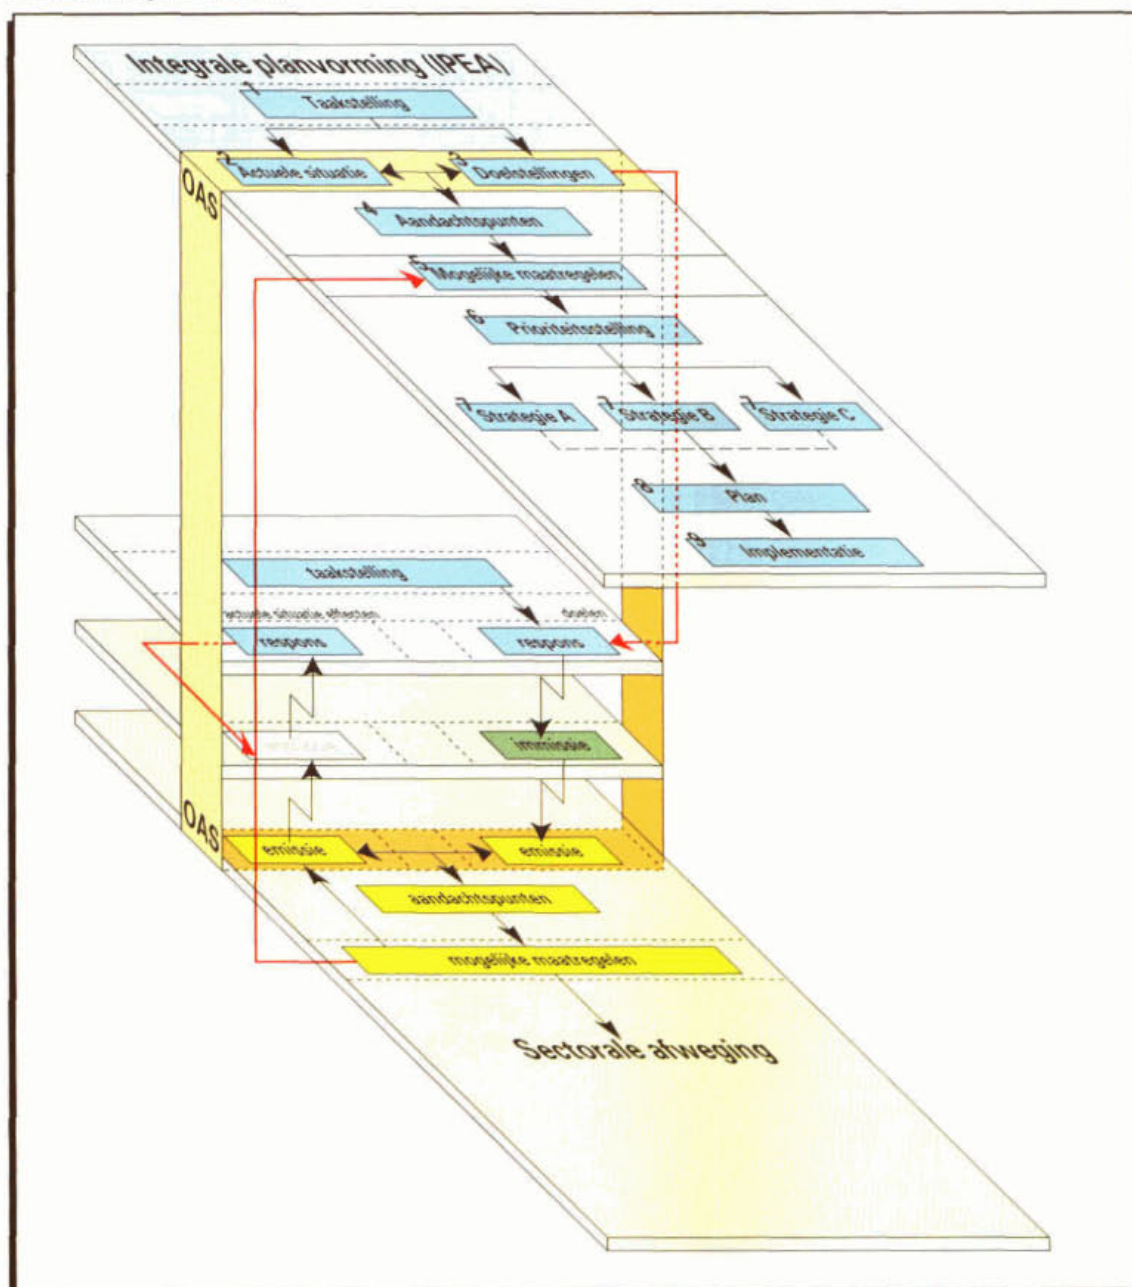 Integrale planvorming (IPEA)
1 Taakstelling
2 Actuele situatie
3 Doelstellingen
OAS
4 Aandachtspunten
5 Mogelijke maatregelen
6 Prioriteitsstelling
7 Strategie A
7 Strategie B
7 Strategie C
8 Plan
9 Implementatie
taakstelling
actuele situatie effecten
doelen
respons
respons
immissie
OAS
emissie
emissie
aandachtspunten
mogelijke maatregelen
Sectorale afweging